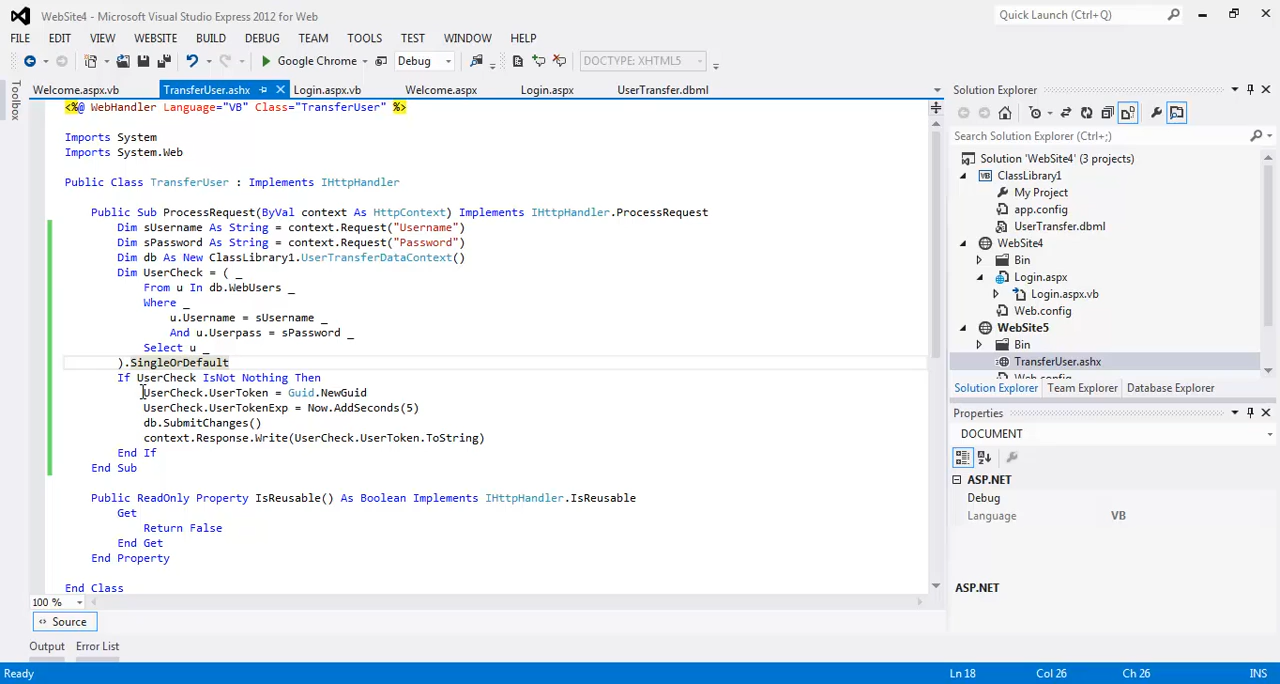 WebSite4 - Microsoft Visual Studio Express 2012 for Web
Quick Launch (Ctrl+Q)
FILE EDIT VIEW WEBSITE BUILD DEBUG TEAM TOOLS TEST WINDOW HELP
Google Chrome Debug DOCTYPE: XHTML5
Toolbox
Welcome.aspx.vb TransferUser.ashx Login.aspx.vb Welcome.aspx Login.aspx UserTransfer.dbml
<%@ WebHandler Language="VB" Class="TransferUser" %>
Imports System
Imports System.Web
Public Class TransferUser : Implements IHttpHandler
Public Sub ProcessRequest(ByVal context As HttpContext) Implements IHttpHandler.ProcessRequest
Dim sUsername As String = context.Request("Username")
Dim sPassword As String = context.Request("Password")
Dim db As New ClassLibrary1.UserTransferDataContext()
Dim UserCheck = ( _
From u In db.WebUsers _
Where _
u.Username = sUsername _
And u.Userpass = sPassword _
Select u _
).SingleOrDefault
If UserCheck IsNot Nothing Then
UserCheck.UserToken = Guid.NewGuid
UserCheck.UserTokenExp = Now.AddSeconds(5)
db.SubmitChanges()
context.Response.Write(UserCheck.UserToken.ToString)
End If
End Sub
Public ReadOnly Property IsReusable() As Boolean Implements IHttpHandler.IsReusable
Get
Return False
End Get
End Property
End Class
100 %
Source
Output Error List
Solution Explorer
Search Solution Explorer (Ctrl+;)
Solution 'WebSite4' (3 projects)
VB ClassLibrary1
My Project
app.config
UserTransfer.dbml
WebSite4
Bin
Login.aspx
Login.aspx.vb
Web.config
WebSite5
Bin
TransferUser.ashx
Web.config
Solution Explorer Team Explorer Database Explorer
Properties
DOCUMENT
ASP.NET
Debug
Language VB
ASP.NET
Ready Ln 18 Col 26 Ch 26 INS